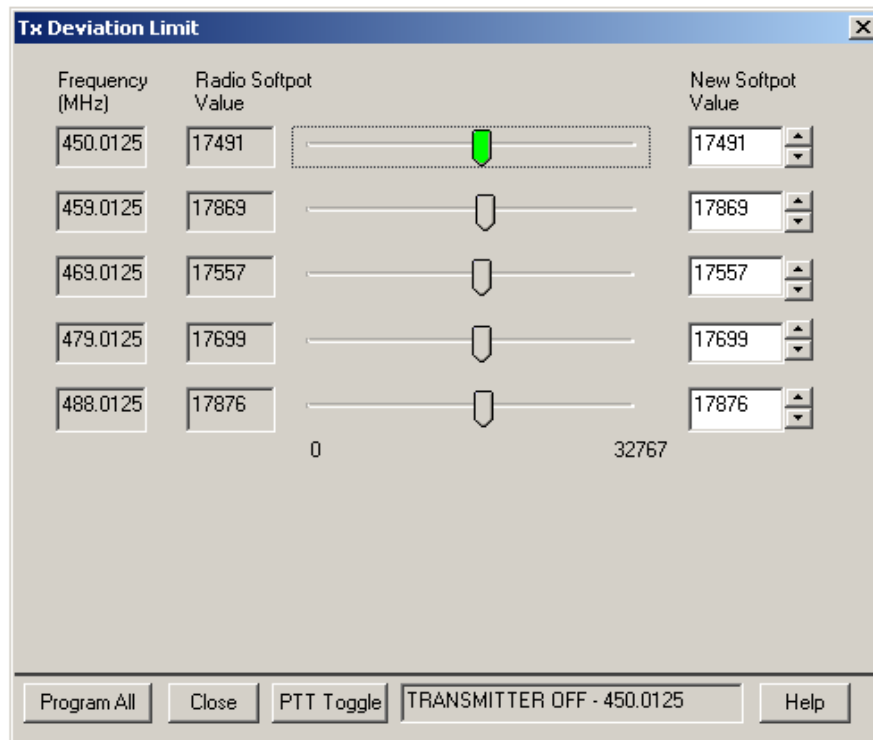 Tx Deviation Limit
Frequency (MHz) Radio Softpot Value New Softpot Value
450.0125 17491 17491
459.0125 17869 17869
469.0125 17557 17557
479.0125 17699 17699
488.0125 17876 17876
0 32767
Program All Close PTT Toggle TRANSMITTER OFF - 450.0125 Help